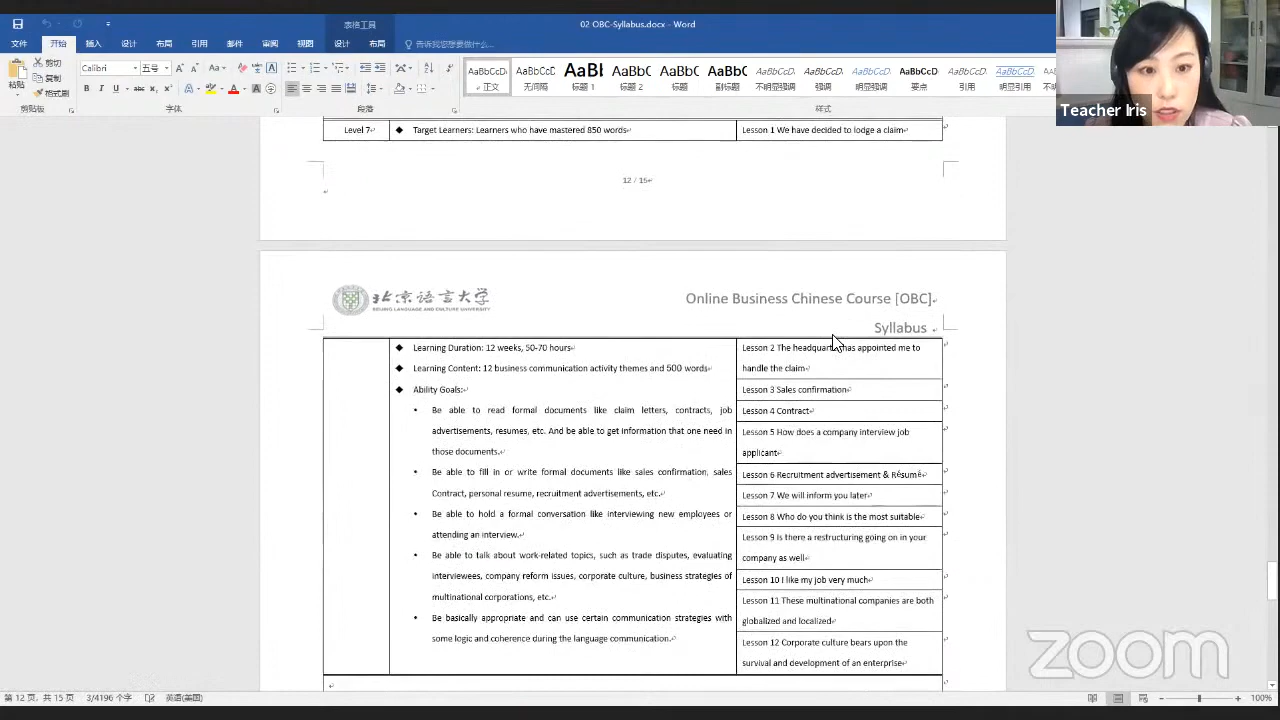 表格工具
02 OBC-Syllabus.docx - Word
文件 开始 插入 设计 布局 引用 邮件 审阅 视图 设计 布局 告诉我您想要做什么...
粘贴 剪切 复制 格式刷
Calibri 五号
AaBbCcD AaBbCcD AaBl AaBb( AaBb( AaBb( AaBbCcD AaBbCcD AaBbCcD AaBbCcD AaBbCcD AaBbCcD
正文 无间隔 标题 1 标题 2 标题 副标题 不明显强调 强调 明显强调 要点 引用 明显引用
剪贴板 字体 段落 样式
Teacher Iris
Level 7 Target Learners: Learners who have mastered 850 words Lesson 1 We have decided to lodge a claim
12 / 15
北京语言大学
BEIJING LANGUAGE AND CULTURE UNIVERSITY
Online Business Chinese Course [OBC]
Syllabus
Learning Duration: 12 weeks, 50-70 hours
Learning Content: 12 business communication activity themes and 500 words
Ability Goals:
• Be able to read formal documents like claim letters, contracts, job
advertisements, resumes, etc. And be able to get information that one need in
those documents.
• Be able to fill in or write formal documents like sales confirmation, sales
Contract, personal resume, recruitment advertisements, etc.
• Be able to hold a formal conversation like interviewing new employees or
attending an interview.
• Be able to talk about work-related topics, such as trade disputes, evaluating
interviewees, company reform issues, corporate culture, business strategies of
multinational corporations, etc.
• Be basically appropriate and can use certain communication strategies with
some logic and coherence during the language communication.
Lesson 2 The headquart has appointed me to
handle the claim
Lesson 3 Sales confirmation
Lesson 4 Contract
Lesson 5 How does a company interview job
applicant
Lesson 6 Recruitment advertisement & Résumé
Lesson 7 We will inform you later
Lesson 8 Who do you think is the most suitable
Lesson 9 Is there a restructuring going on in your
company as well
Lesson 10 I like my job very much
Lesson 11 These multinational companies are both
globalized and localized
Lesson 12 Corporate culture bears upon the
survival and development of an enterprise
zoom
第 12 页，共 15 页 3/4196 个字 英语(美国) 100%